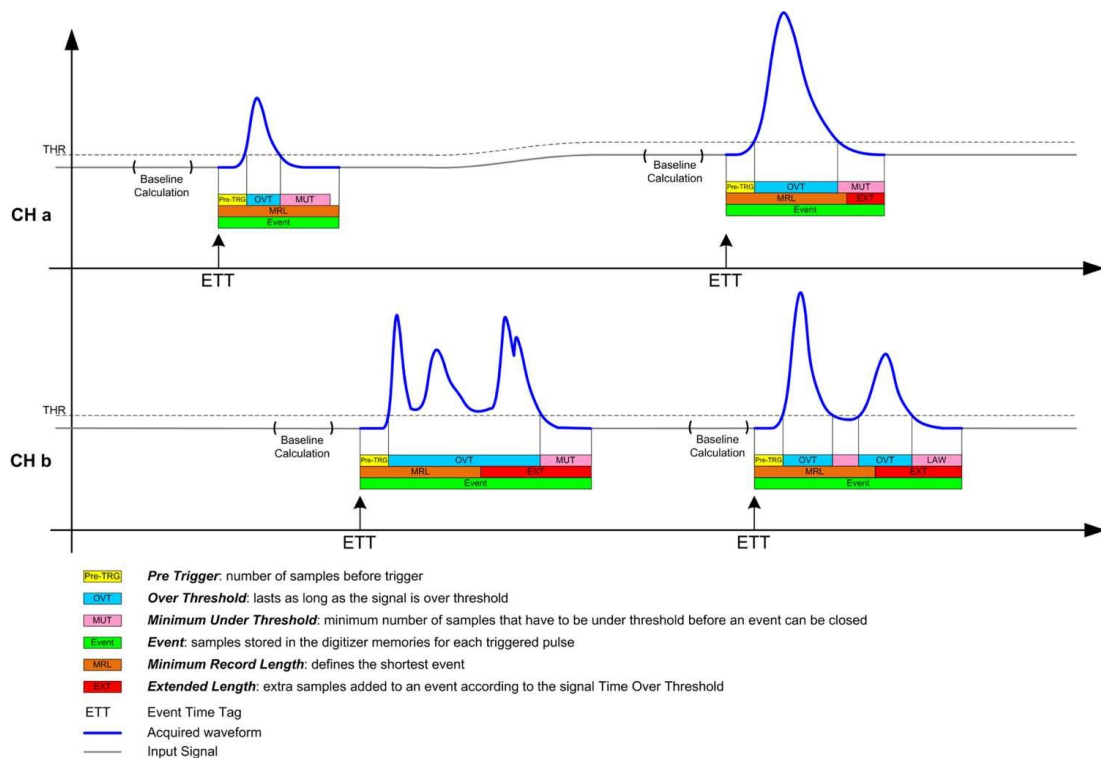 THR
( Baseline Calculation )
( Baseline Calculation )
CH a
Pre-TRG OVT MUT
MRL
Event
Pre-TRG OVT MUT
MRL EXT
Event
ETT
ETT
THR
( Baseline Calculation )
( Baseline Calculation )
CH b
Pre-TRG OVT MUT
MRL EXT
Event
Pre-TRG OVT OVT LAW
MRL EXT
Event
ETT
ETT
Pre-TRG Pre Trigger: number of samples before trigger
OVT Over Threshold: lasts as long as the signal is over threshold
MUT Minimum Under Threshold: minimum number of samples that have to be under threshold before an event can be closed
Event Event: samples stored in the digitizer memories for each triggered pulse
MRL Minimum Record Length: defines the shortest event
EXT Extended Length: extra samples added to an event according to the signal Time Over Threshold
ETT Event Time Tag
Acquired waveform
Input Signal